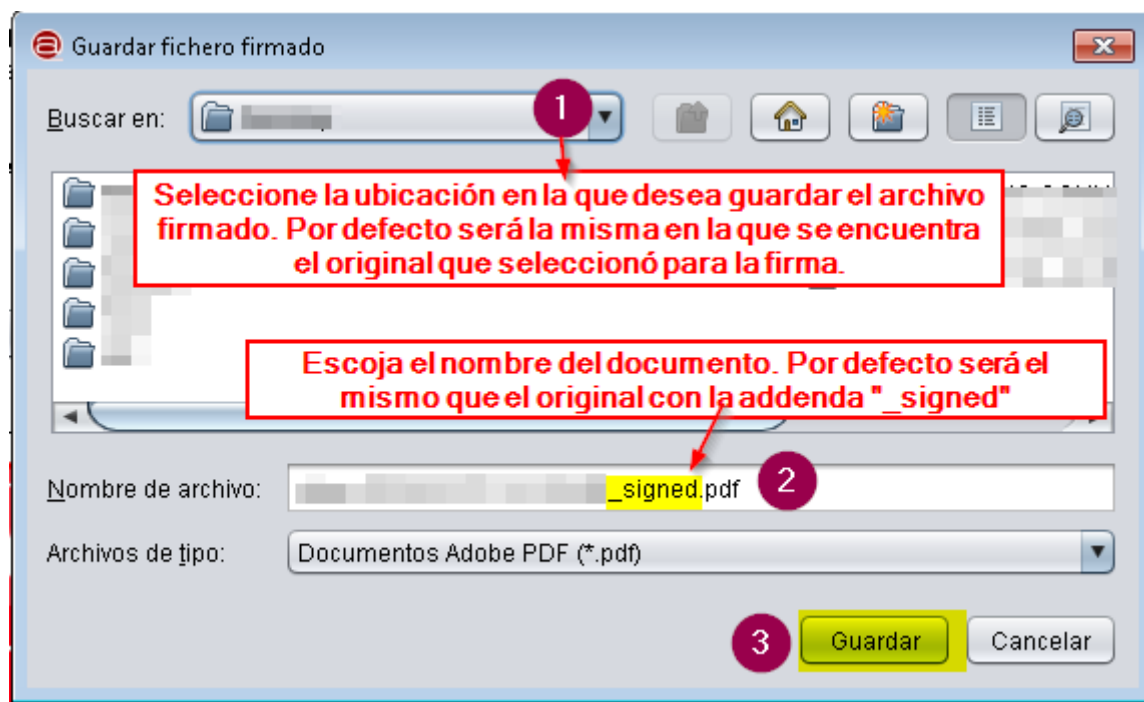 Guardar fichero firmado
Buscar en:
1
Seleccione la ubicación en la que desea guardar el archivo
firmado. Por defecto será la misma en la que se encuentra
el original que seleccionó para la firma.
Escoja el nombre del documento. Por defecto será el
mismo que el original con la addenda "_signed"
Nombre de archivo: _signed.pdf 2
Archivos de tipo: Documentos Adobe PDF (*.pdf)
3 Guardar Cancelar